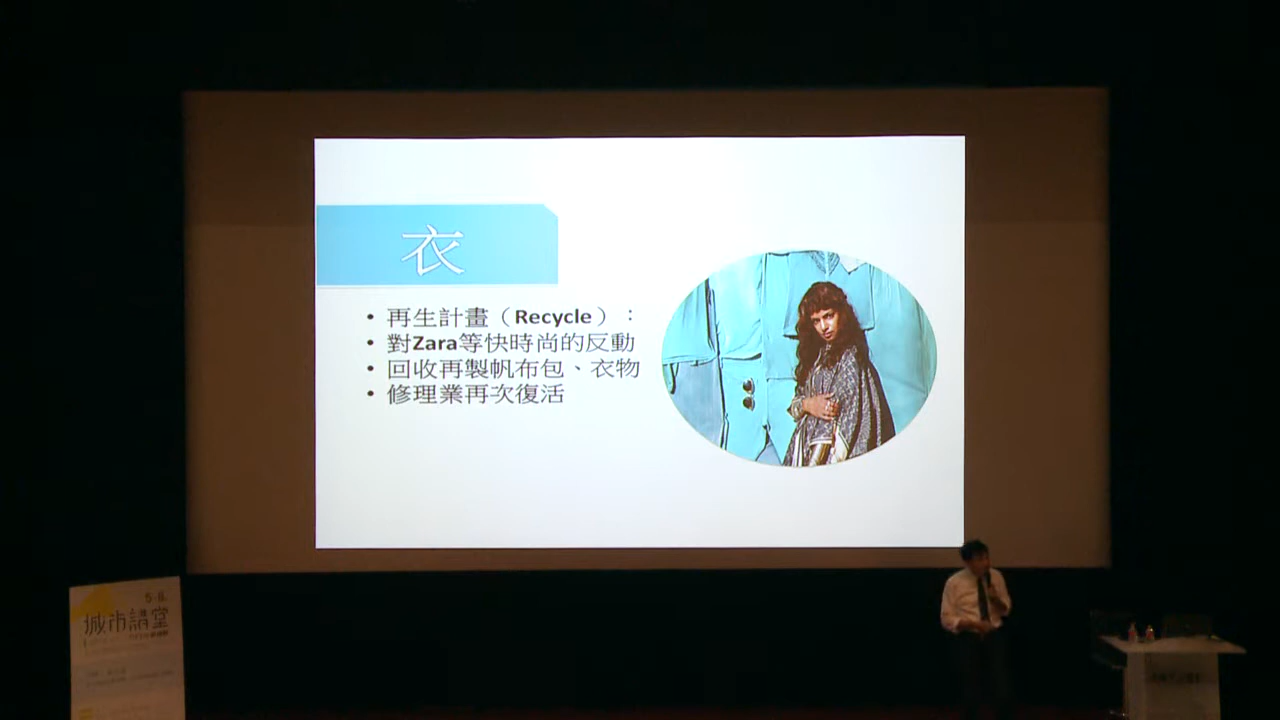 衣
• 再生計畫（Recycle）：
• 對Zara等快時尚的反動
• 回收再製帆布包、衣物
• 修理業再次復活
城市講堂